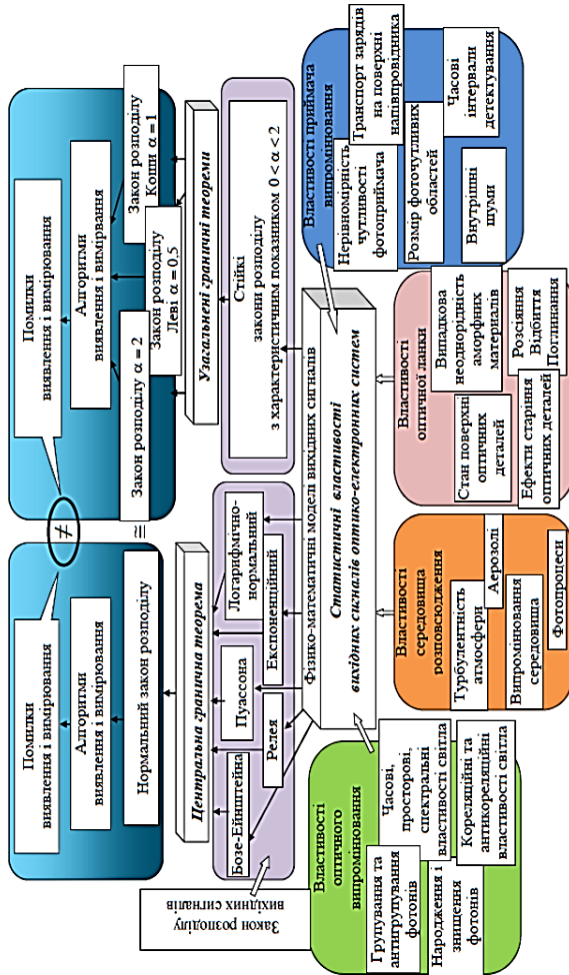 Помилки
виявлення і вимірювання
Алгоритми
виявлення і вимірювання
Нормальний закон розподілу
≠
≅
Помилки
виявлення і вимірювання
Алгоритми
виявлення і вимірвання
Закон розподілу α = 2
Закон розподілу
Леві α = 0,5
Закон розподілу
Коши α = 1
Центральна гранична теорема
Узагальнені граничні теореми
Закон розподілу
вихідних сигналів
Бозе-Ейнштейна
Релея
Пуассона
Експоненційний
Логарифмічно-
нормальний
Стійкі
закони розподілу
з характеристичним показником 0 < α < 2
Фізико-математичні моделі вихідних сигналів
Статистичні властивості
вихідних сигналів оптико-електронних систем
Властивості
оптичного
випромінювання
Часові,
просторові,
спектральні
властивості світла
Групування та
антигрупування
фотонів
Народження і
знищення
фотонів
Кореляційні та
антикореляційні
властивості світла
Властивості
середовища
розповсюдження
Турбулентність
атмосфери
Аерозолі
Випромінювання
середовища
Фотопроцеси
Властивості
оптичної ланки
Стан поверхні
оптичних
деталей
Випадкова
неоднорідність
аморфних
матеріалів
Ефекти старіння
оптичних деталей
Розсіяння
Відбиття
Поглинання
Властивості приймача
випромінювання
Нерівномірність
чутливості
фотоприймача
Транспорт зарядів
на поверхні
напівпровідника
Розмір фоточутливих
областей
Внутрішні
шуми
Часові
інтервали
детектування